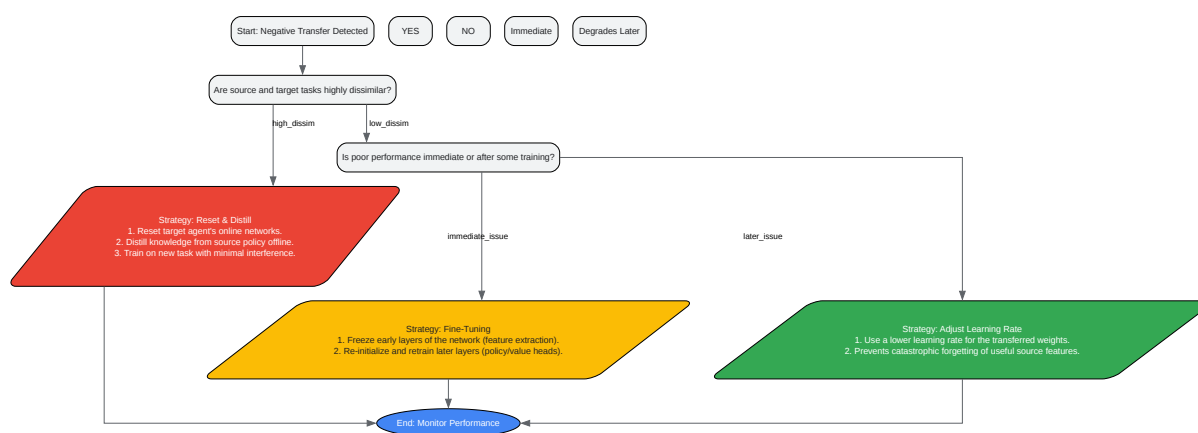 Start: Negative Transfer Detected
YES
NO
Immediate
Degrades Later
Are source and target tasks highly dissimilar?
high_dissim
low_dissim
Is poor performance immediate or after some training?
Strategy: Reset & Distill
1. Reset target agent's online networks.
2. Distill knowledge from source policy offline.
3. Train on new task with minimal interference.
immediate_issue
later_issue
Strategy: Fine-Tuning
1. Freeze early layers of the network (feature extraction).
2. Re-initialize and retrain later layers (policy/value heads).
Strategy: Adjust Learning Rate
1. Use a lower learning rate for the transferred weights.
2. Prevents catastrophic forgetting of useful source features.
End: Monitor Performance